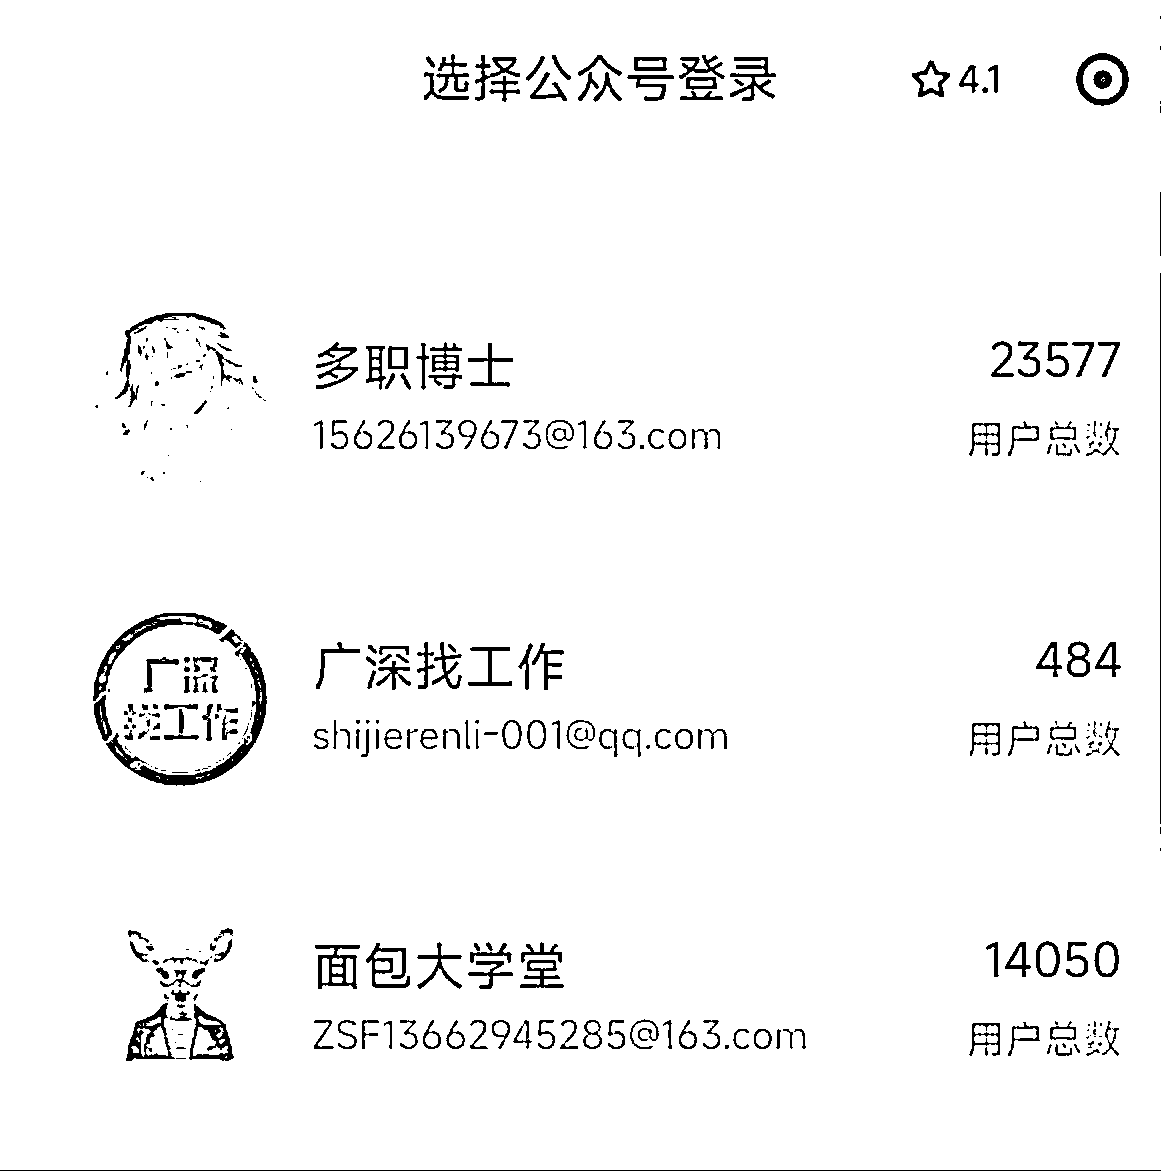 选择公众号登录
4.1
多职博士
23577
15626139673@163.com
用户总数
广深
找工作
广深找工作
484
shijierenli-001@qq.com
用户总数
面包大学堂
14050
ZSF13662945285@163.com
用户总数